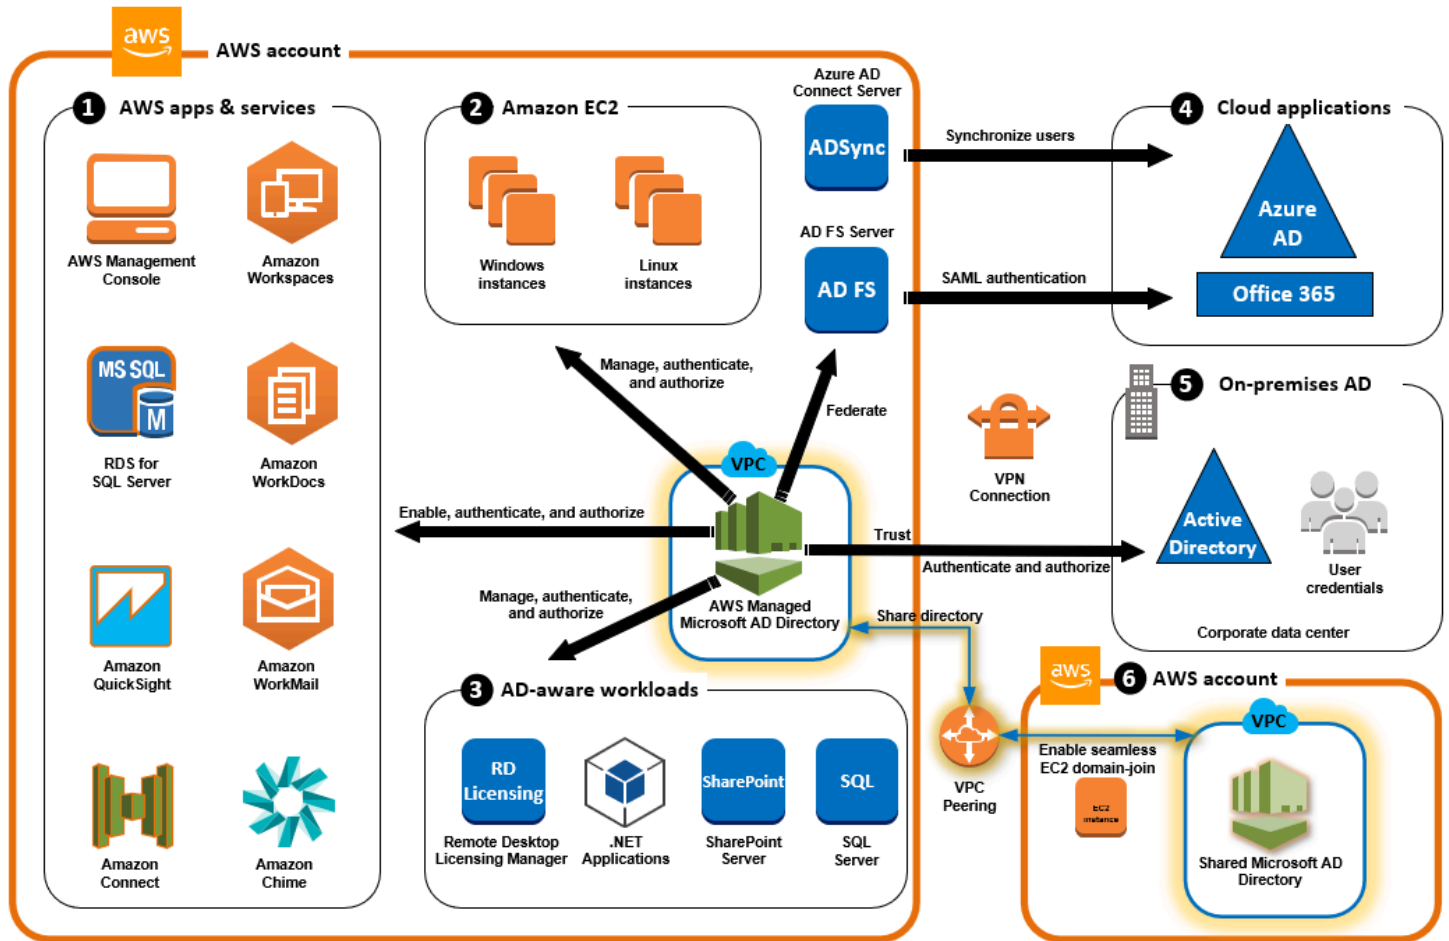 aws
AWS account
1 AWS apps & services
AWS Management
Console
Amazon
Workspaces
MS SQL
M
RDS for
SQL Server
Amazon
WorkDocs
Amazon
QuickSight
Amazon
WorkMail
Amazon
Connect
Amazon
Chime
2 Amazon EC2
Windows
instances
Linux
instances
Azure AD
Connect Server
ADSync
AD FS Server
AD FS
Synchronize users
SAML authentication
4 Cloud applications
Azure
AD
Office 365
Manage, authenticate,
and authorize
Federate
VPC
Enable, authenticate, and authorize
Manage, authenticate,
and authorize
AWS Managed
Microsoft AD Directory
VPN
Connection
Trust
Authenticate and authorize
Share directory
5 On-premises AD
Active
Directory
User
credentials
Corporate data center
3 AD-aware workloads
RD
Licensing
Remote Desktop
Licensing Manager
.NET
Applications
SharePoint
SharePoint
Server
SQL
SQL
Server
VPC
Peering
aws
6 AWS account
Enable seamless
EC2 domain-join
EC2
instance
VPC
Shared Microsoft AD
Directory